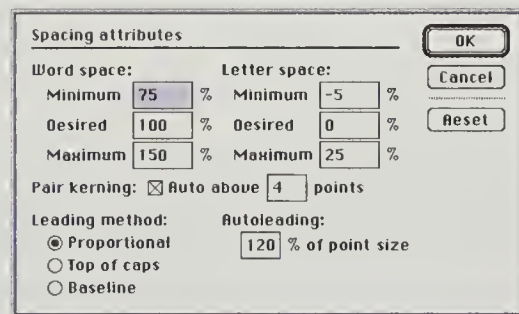 Spacing attributes
OK
Word space: Letter space:
Cancel
Minimum 75 % Minimum -5 %
Desired 100 % Desired 0 %
Reset
Maximum 150 % Maximum 25 %
Pair kerning: Auto above 4 points
Leading method: Autoleading:
Proportional 120 % of point size
Top of caps
Baseline